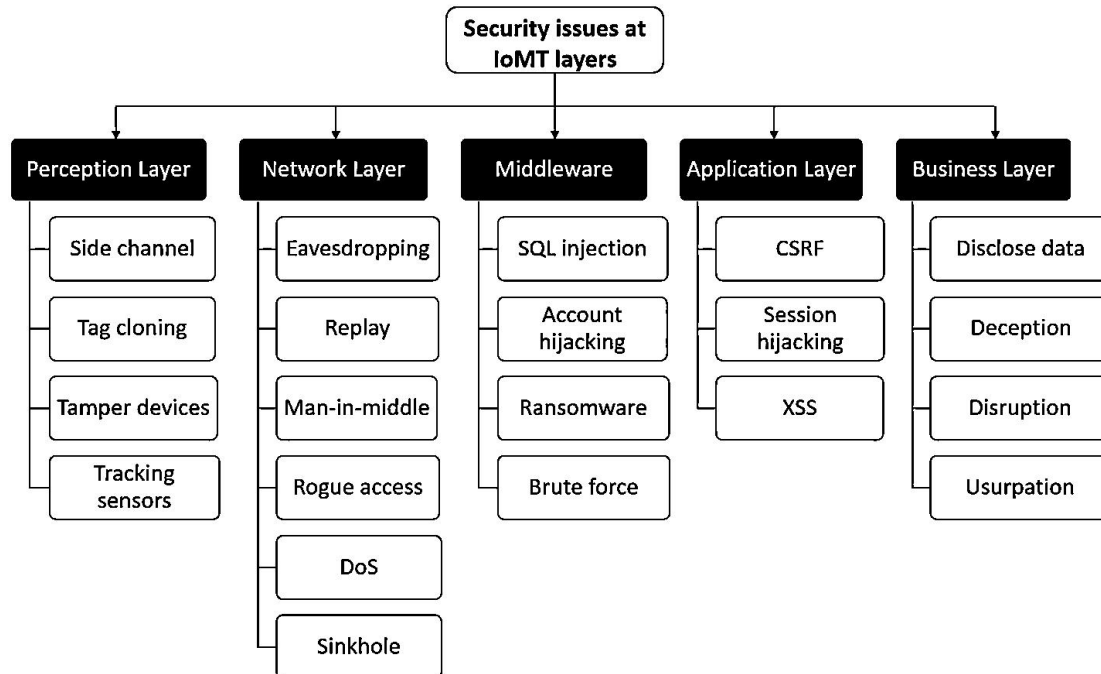 Security issues at
IoMT layers
Perception Layer
Network Layer
Middleware
Application Layer
Business Layer
Side channel
Tag cloning
Tamper devices
Tracking
sensors
Eavesdropping
Replay
Man-in-middle
Rogue access
DoS
Sinkhole
SQL injection
Account
hijacking
Ransomware
Brute force
CSRF
Session
hijacking
XSS
Disclose data
Deception
Disruption
Usurpation